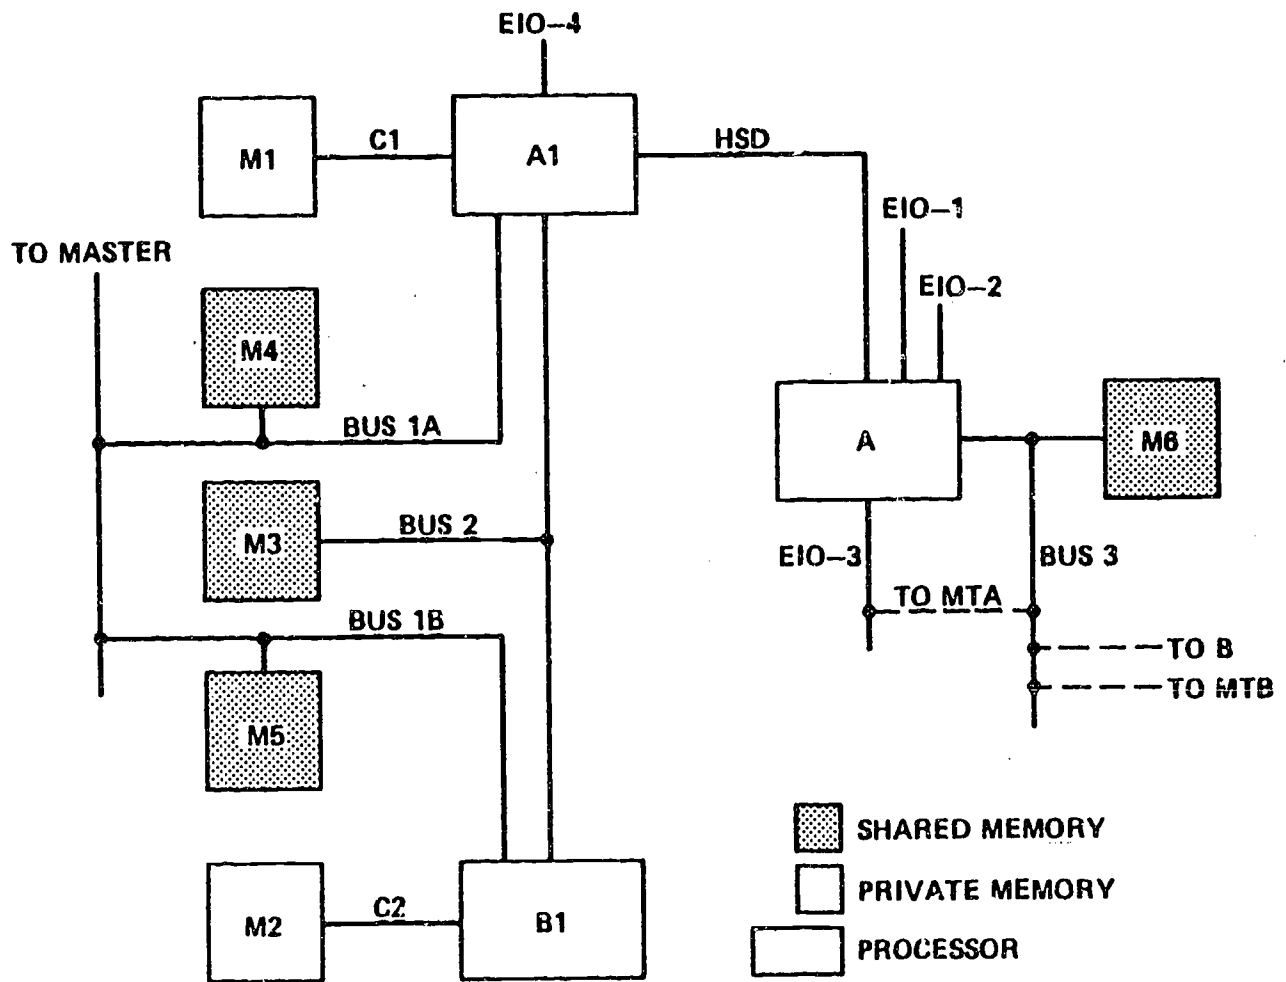 EIO-4
M1
C1
A1
HSD
EIO-1
TO MASTER
EIO-2
M4
BUS 1A
A
M6
M3
BUS 2
EIO-3
BUS 3
TO MTA
BUS 1B
TO B
TO MTB
M5
SHARED MEMORY
PRIVATE MEMORY
M2
C2
B1
PROCESSOR